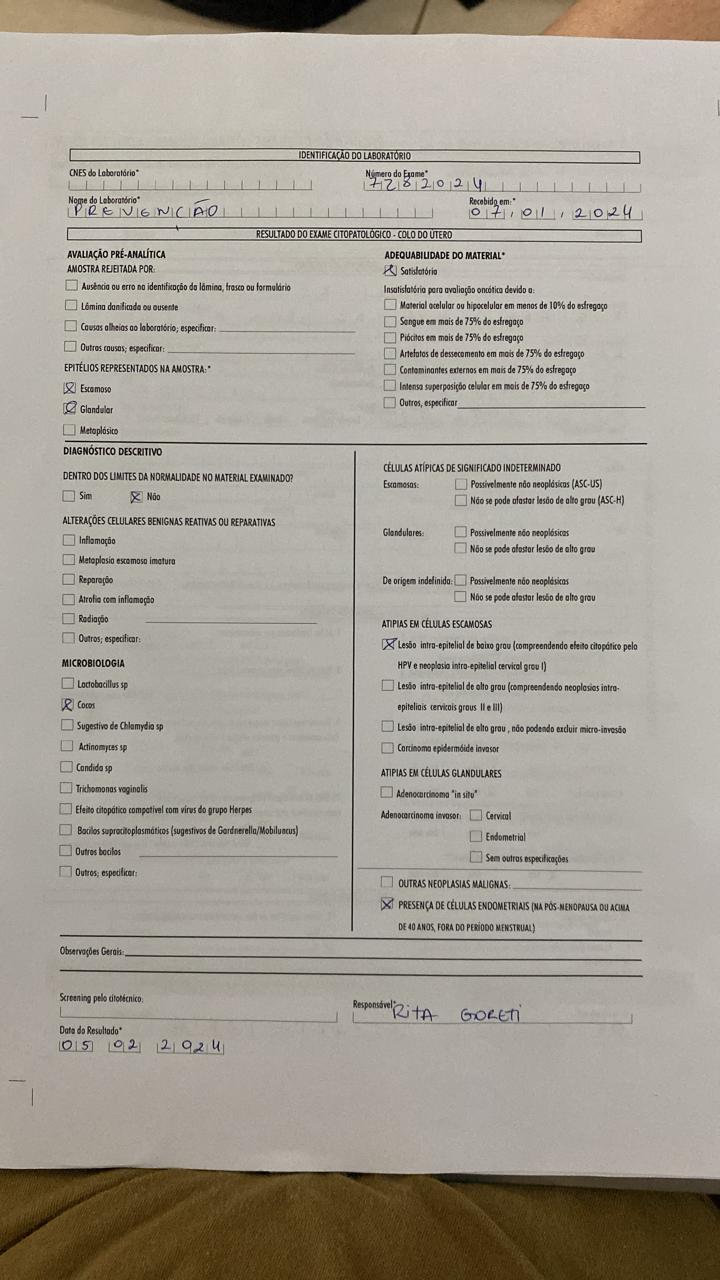 IDENTIFICAÇÃO DO LABORATÓRIO
CNES do Laboratório*
Número do Exame*
7282024
Nome do Laboratório*
PREVENCÃO
Recebido em:*
07,01,2024
RESULTADO DO EXAME CITOPATOLÓGICO - COLO DO ÚTERO
AVALIAÇÃO PRÉ-ANALÍTICA
AMOSTRA REJEITADA POR:
Ausência ou erro na identificação da lâmina, frasco ou formulário
Lâmina danificada ou ausente
Causas alheias ao laboratório; especificar:
Outras causas; especificar:
EPITÉLIOS REPRESENTADOS NA AMOSTRA:*
Escamoso
Glandular
Metaplásico
ADEQUABILIDADE DO MATERIAL*
Satisfatória
Insatisfatória para avaliação oncótica devido a:
Material acelular ou hipocelular em menos de 10% do esfregaço
Sangue em mais de 75% do esfregaço
Piócitos em mais de 75% do esfregaço
Artefatos de dessecamento em mais de 75% do esfregaço
Contaminantes externos em mais de 75% do esfregaço
Intensa superposição celular em mais de 75% do esfregaço
Outros, especificar
DIAGNÓSTICO DESCRITIVO
DENTRO DOS LIMITES DA NORMALIDADE NO MATERIAL EXAMINADO?
Sim Não
ALTERAÇÕES CELULARES BENIGNAS REATIVAS OU REPARATIVAS
Inflamação
Metaplasia escamosa imatura
Reparação
Atrofia com inflamação
Radiação
Outros; especificar:
MICROBIOLOGIA
Lactobacillus sp
Cocos
Sugestivo de Chlamydia sp
Actinomyces sp
Candida sp
Trichomonas vaginalis
Efeito citopático compatível com vírus do grupo Herpes
Bacilos supracitoplasmáticos (sugestivos de Gardnerella/Mobiluncus)
Outros bacilos
Outros; especificar:
CÉLULAS ATÍPICAS DE SIGNIFICADO INDETERMINADO
Escamosas: Possivelmente não neoplásicas (ASC-US)
Não se pode afastar lesão de alto grau (ASC-H)
Glandulares: Possivelmente não neoplásicas
Não se pode afastar lesão de alto grau
De origem indefinida: Possivelmente não neoplásicas
Não se pode afastar lesão de alto grau
ATIPIAS EM CÉLULAS ESCAMOSAS
Lesão intra-epitelial de baixo grau (compreendendo efeito citopático pelo
HPV e neoplasia intra-epitelial cervical grau I)
Lesão intra-epitelial de alto grau (compreendendo neoplasias intra-
epiteliais cervicais graus II e III)
Lesão intra-epitelial de alto grau , não podendo excluir micro-invasão
Carcinoma epidermóide invasor
ATIPIAS EM CÉLULAS GLANDULARES
Adenocarcinoma "in situ"
Adenocarcinoma invasor: Cervical
Endometrial
Sem outras especificações
OUTRAS NEOPLASIAS MALIGNAS:
PRESENÇA DE CÉLULAS ENDOMETRIAIS (NA PÓS-MENOPAUSA OU ACIMA
DE 40 ANOS, FORA DO PERÍODO MENSTRUAL)
Observações Gerais:
Screening pelo citotécnico:
Responsável*
RITA GORETI
Data do Resultado*
05 02 2024